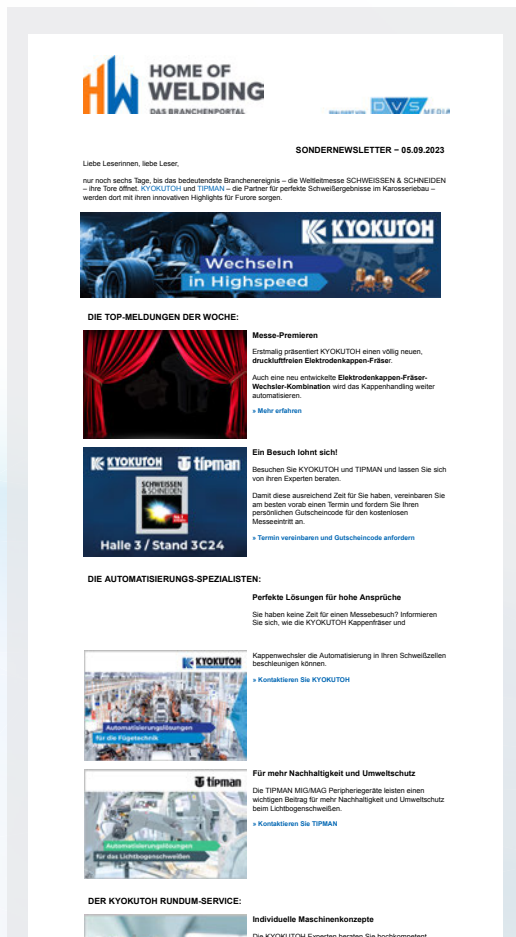 HOME OF
WELDING
DAS BRANCHENPORTAL
REALISIERT VON
DVS MEDIA
SONDERNEWSLETTER – 05.09.2023
Liebe Leserinnen, liebe Leser,
nur noch sechs Tage, bis das bedeutendste Branchenereignis – die Weltleitmesse SCHWEISSEN & SCHNEIDEN
– ihre Tore öffnet. KYOKUTOH und TIPMAN – die Partner für perfekte Schweißergebnisse im Karosseriebau –
werden dort mit ihren innovativen Highlights für Furore sorgen.
KYOKUTOH
Wechseln
in Highspeed
DIE TOP-MELDUNGEN DER WOCHE:
Messe-Premieren
Erstmalig präsentiert KYOKUTOH einen völlig neuen,
druckluftfreien Elektrodenkappen-Fräser.
Auch eine neu entwickelte Elektrodenkappen-Fräser-
Wechsler-Kombination wird das Kappenhandling weiter
automatisieren.
» Mehr erfahren
KYOKUTOH
tipman
SCHWEISSEN
& SCHNEIDEN
Halle 3 / Stand 3C24
Ein Besuch lohnt sich!
Besuchen Sie KYOKUTOH und TIPMAN und lassen Sie sich
von ihren Experten beraten.
Damit diese ausreichend Zeit für Sie haben, vereinbaren Sie
am besten vorab einen Termin und fordern Sie Ihren
persönlichen Gutscheincode für den kostenlosen
Messeeintritt an.
» Termin vereinbaren und Gutscheincode anfordern
DIE AUTOMATISIERUNGS-SPEZIALISTEN:
Perfekte Lösungen für hohe Ansprüche
Sie haben keine Zeit für einen Messebesuch? Informieren
Sie sich, wie die KYOKUTOH Kappenfräser und
Kappenwechsler die Automatisierung in Ihren Schweißzellen
beschleunigen können.
» Kontaktieren Sie KYOKUTOH
KYOKUTOH
Automatisierungslösungen
für die Fügetechnik
tipman
Automatisierungslösungen
für das Lichtbogenschweißen
Für mehr Nachhaltigkeit und Umweltschutz
Die TIPMAN MIG/MAG Peripheriegeräte leisten einen
wichtigen Beitrag für mehr Nachhaltigkeit und Umweltschutz
beim Lichtbogenschweißen.
» Kontaktieren Sie TIPMAN
DER KYOKUTOH RUNDUM-SERVICE:
Individuelle Maschinenkonzepte
Die KYOKUTOH Experten beraten Sie hochkompetent